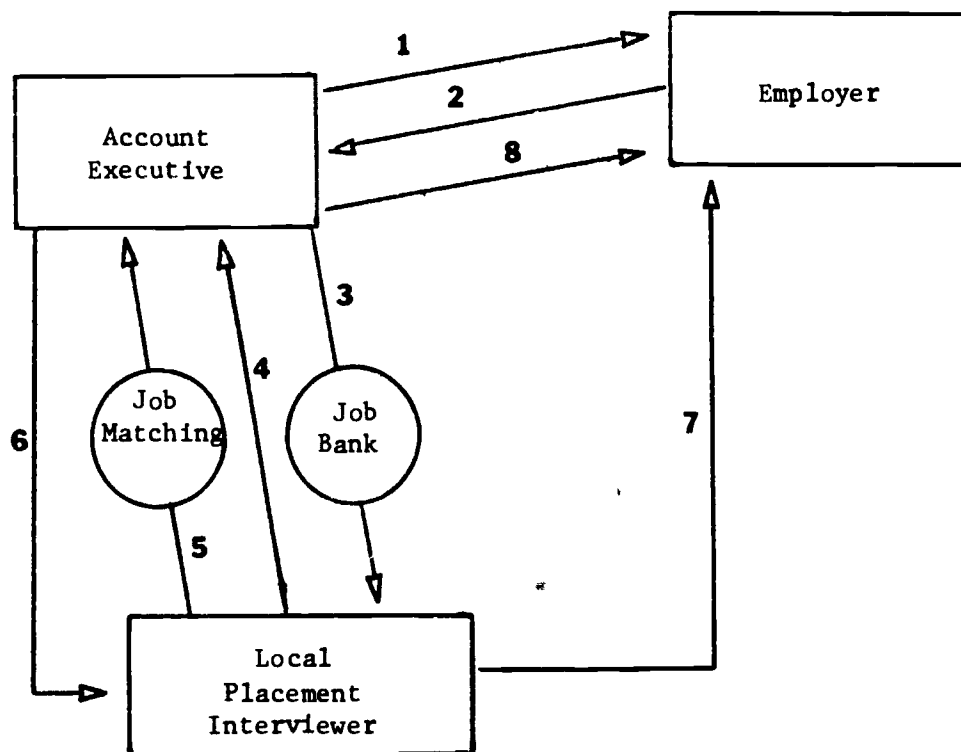 1
Employer
2
Account
Executive
8
3
4
Job
Matching
Job
Bank
6
7
5
Local
Placement
Interviewer